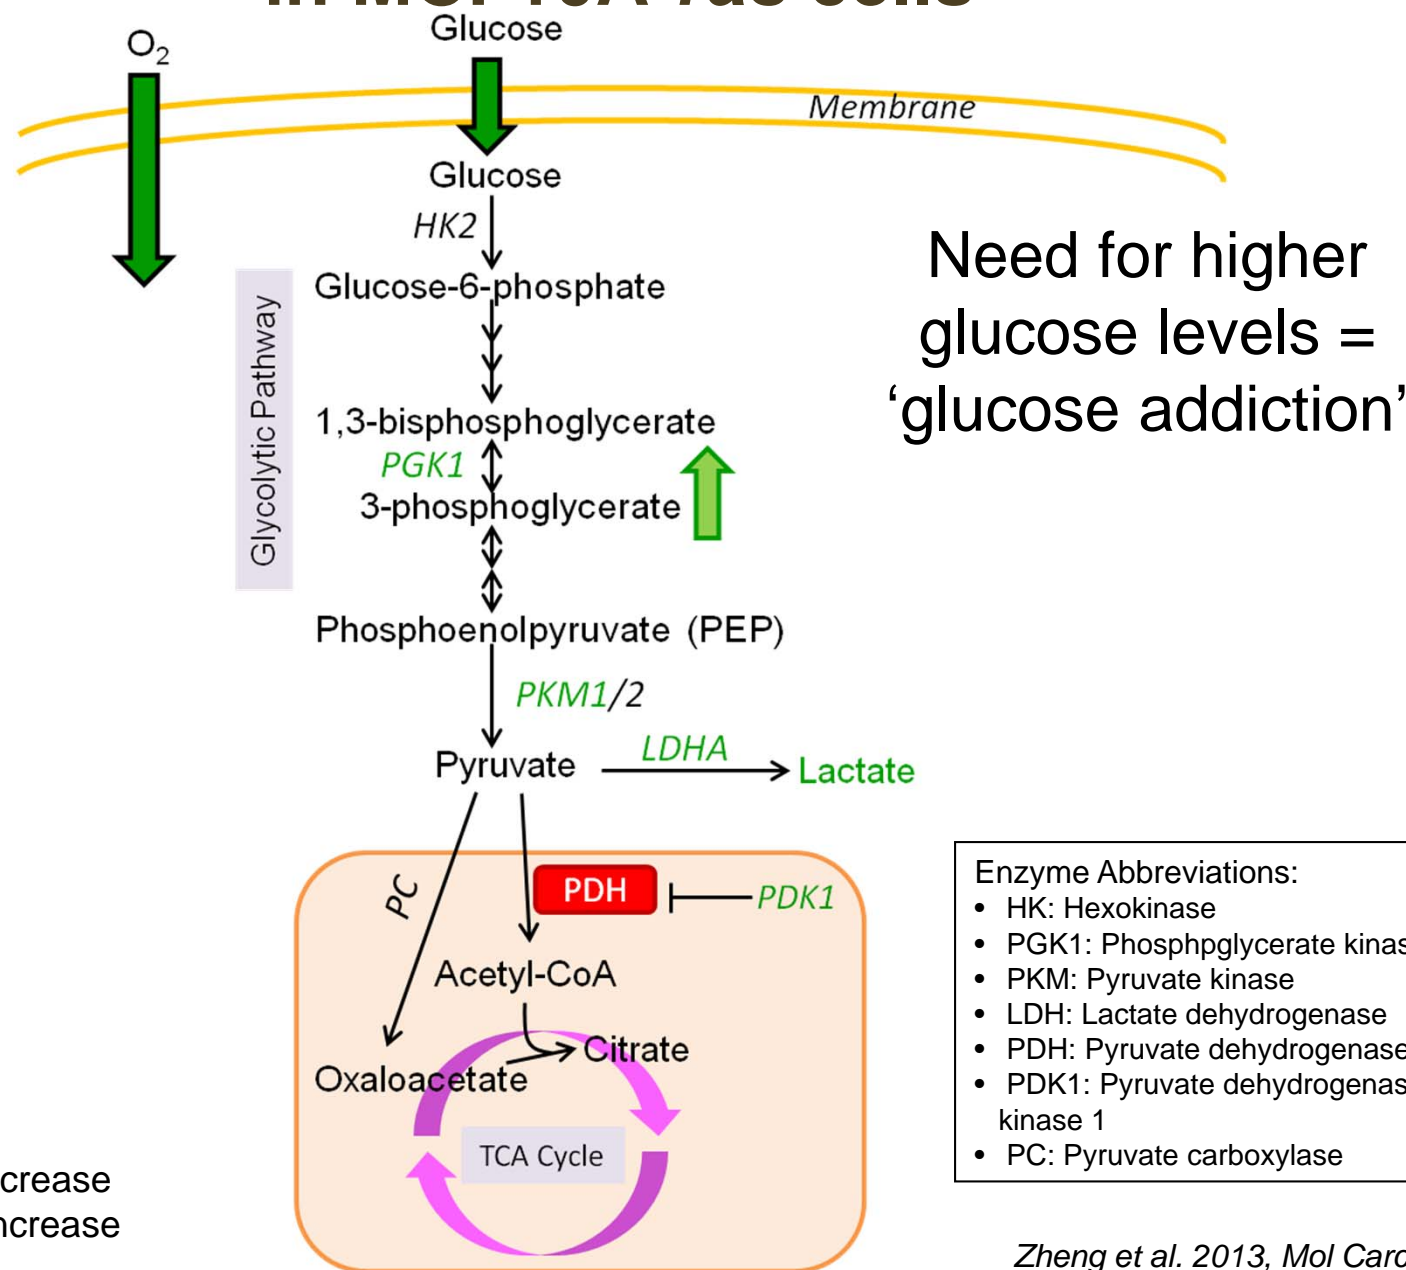 Glucose
O2
Membrane
Glucose
HK2
Glucose-6-phosphate
Glycolytic Pathway
1,3-bisphosphoglycerate
PGK1
3-phosphoglycerate
Phosphoenolpyruvate (PEP)
PKM1/2
Pyruvate
LDHA
Lactate
Need for higher
glucose levels =
‘glucose addiction’
PC
PDH
PDK1
Acetyl-CoA
Citrate
Oxaloacetate
TCA Cycle
Enzyme Abbreviations:
• HK: Hexokinase
• PGK1: Phosphpglycerate kinas
• PKM: Pyruvate kinase
• LDH: Lactate dehydrogenase
• PDH: Pyruvate dehydrogenase
• PDK1: Pyruvate dehydrogenas
kinase 1
• PC: Pyruvate carboxylase
crease
ncrease
Zheng et al. 2013, Mol Carc